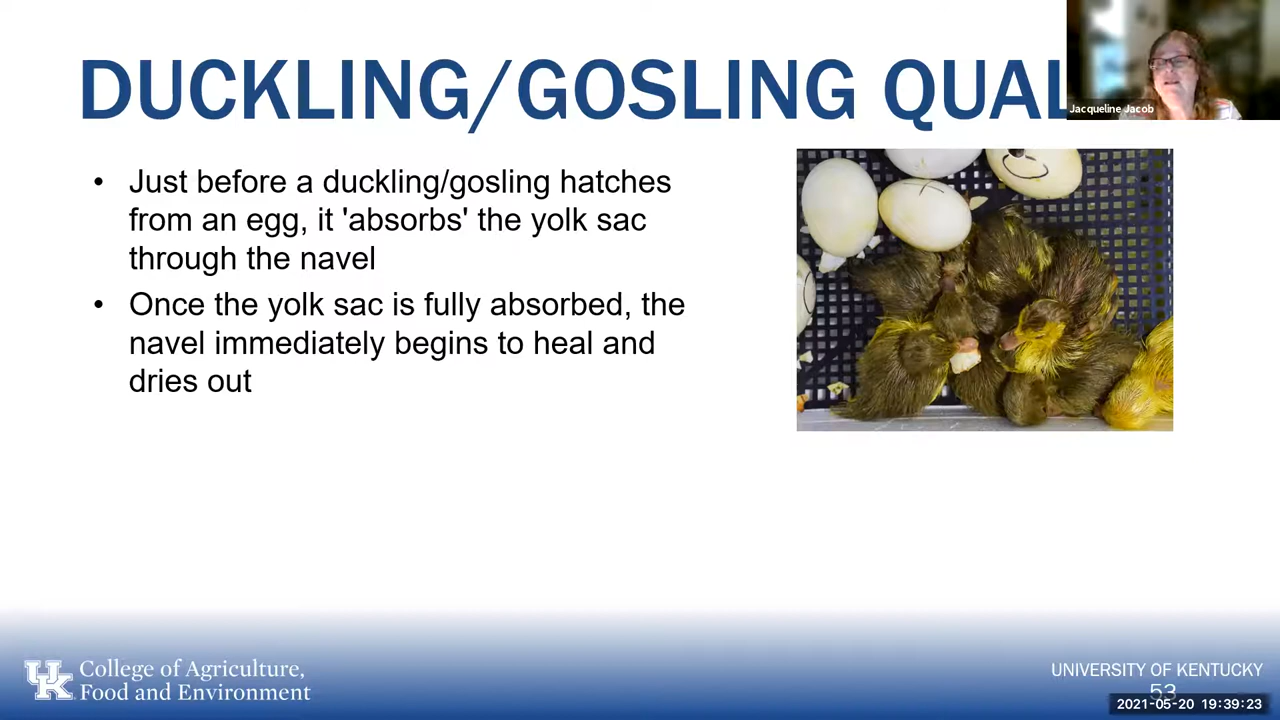 DUCKLING/GOSLING QUAL
Jacqueline Jacob
• Just before a duckling/gosling hatches
from an egg, it 'absorbs' the yolk sac
through the navel
• Once the yolk sac is fully absorbed, the
navel immediately begins to heal and
dries out
UK College of Agriculture,
Food and Environment
UNIVERSITY OF KENTUCKY
53
2021-05-20 19:39:23